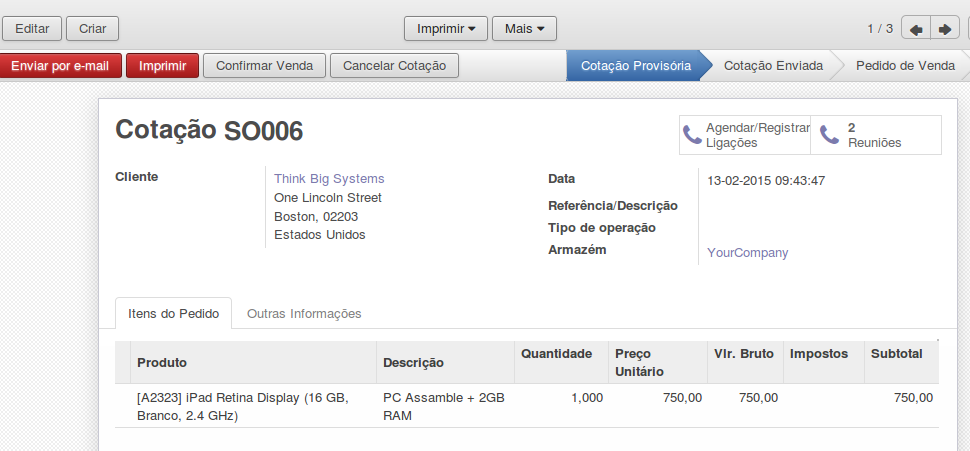 Editar Criar Imprimir Mais 1 / 3
Enviar por e-mail Imprimir Confirmar Venda Cancelar Cotação Cotação Provisória Cotação Enviada Pedido de Venda
Cotação SO006
Agendar/Registrar
Ligações
2
Reuniões
Cliente
Think Big Systems
One Lincoln Street
Boston, 02203
Estados Unidos
Data 13-02-2015 09:43:47
Referência/Descrição
Tipo de operação
Armazém YourCompany
Itens do Pedido Outras Informações
Produto Descrição Quantidade Preço Unitário Vlr. Bruto Impostos Subtotal
[A2323] iPad Retina Display (16 GB, PC Assamble + 2GB 1,000 750,00 750,00 750,00
Branco, 2.4 GHz) RAM